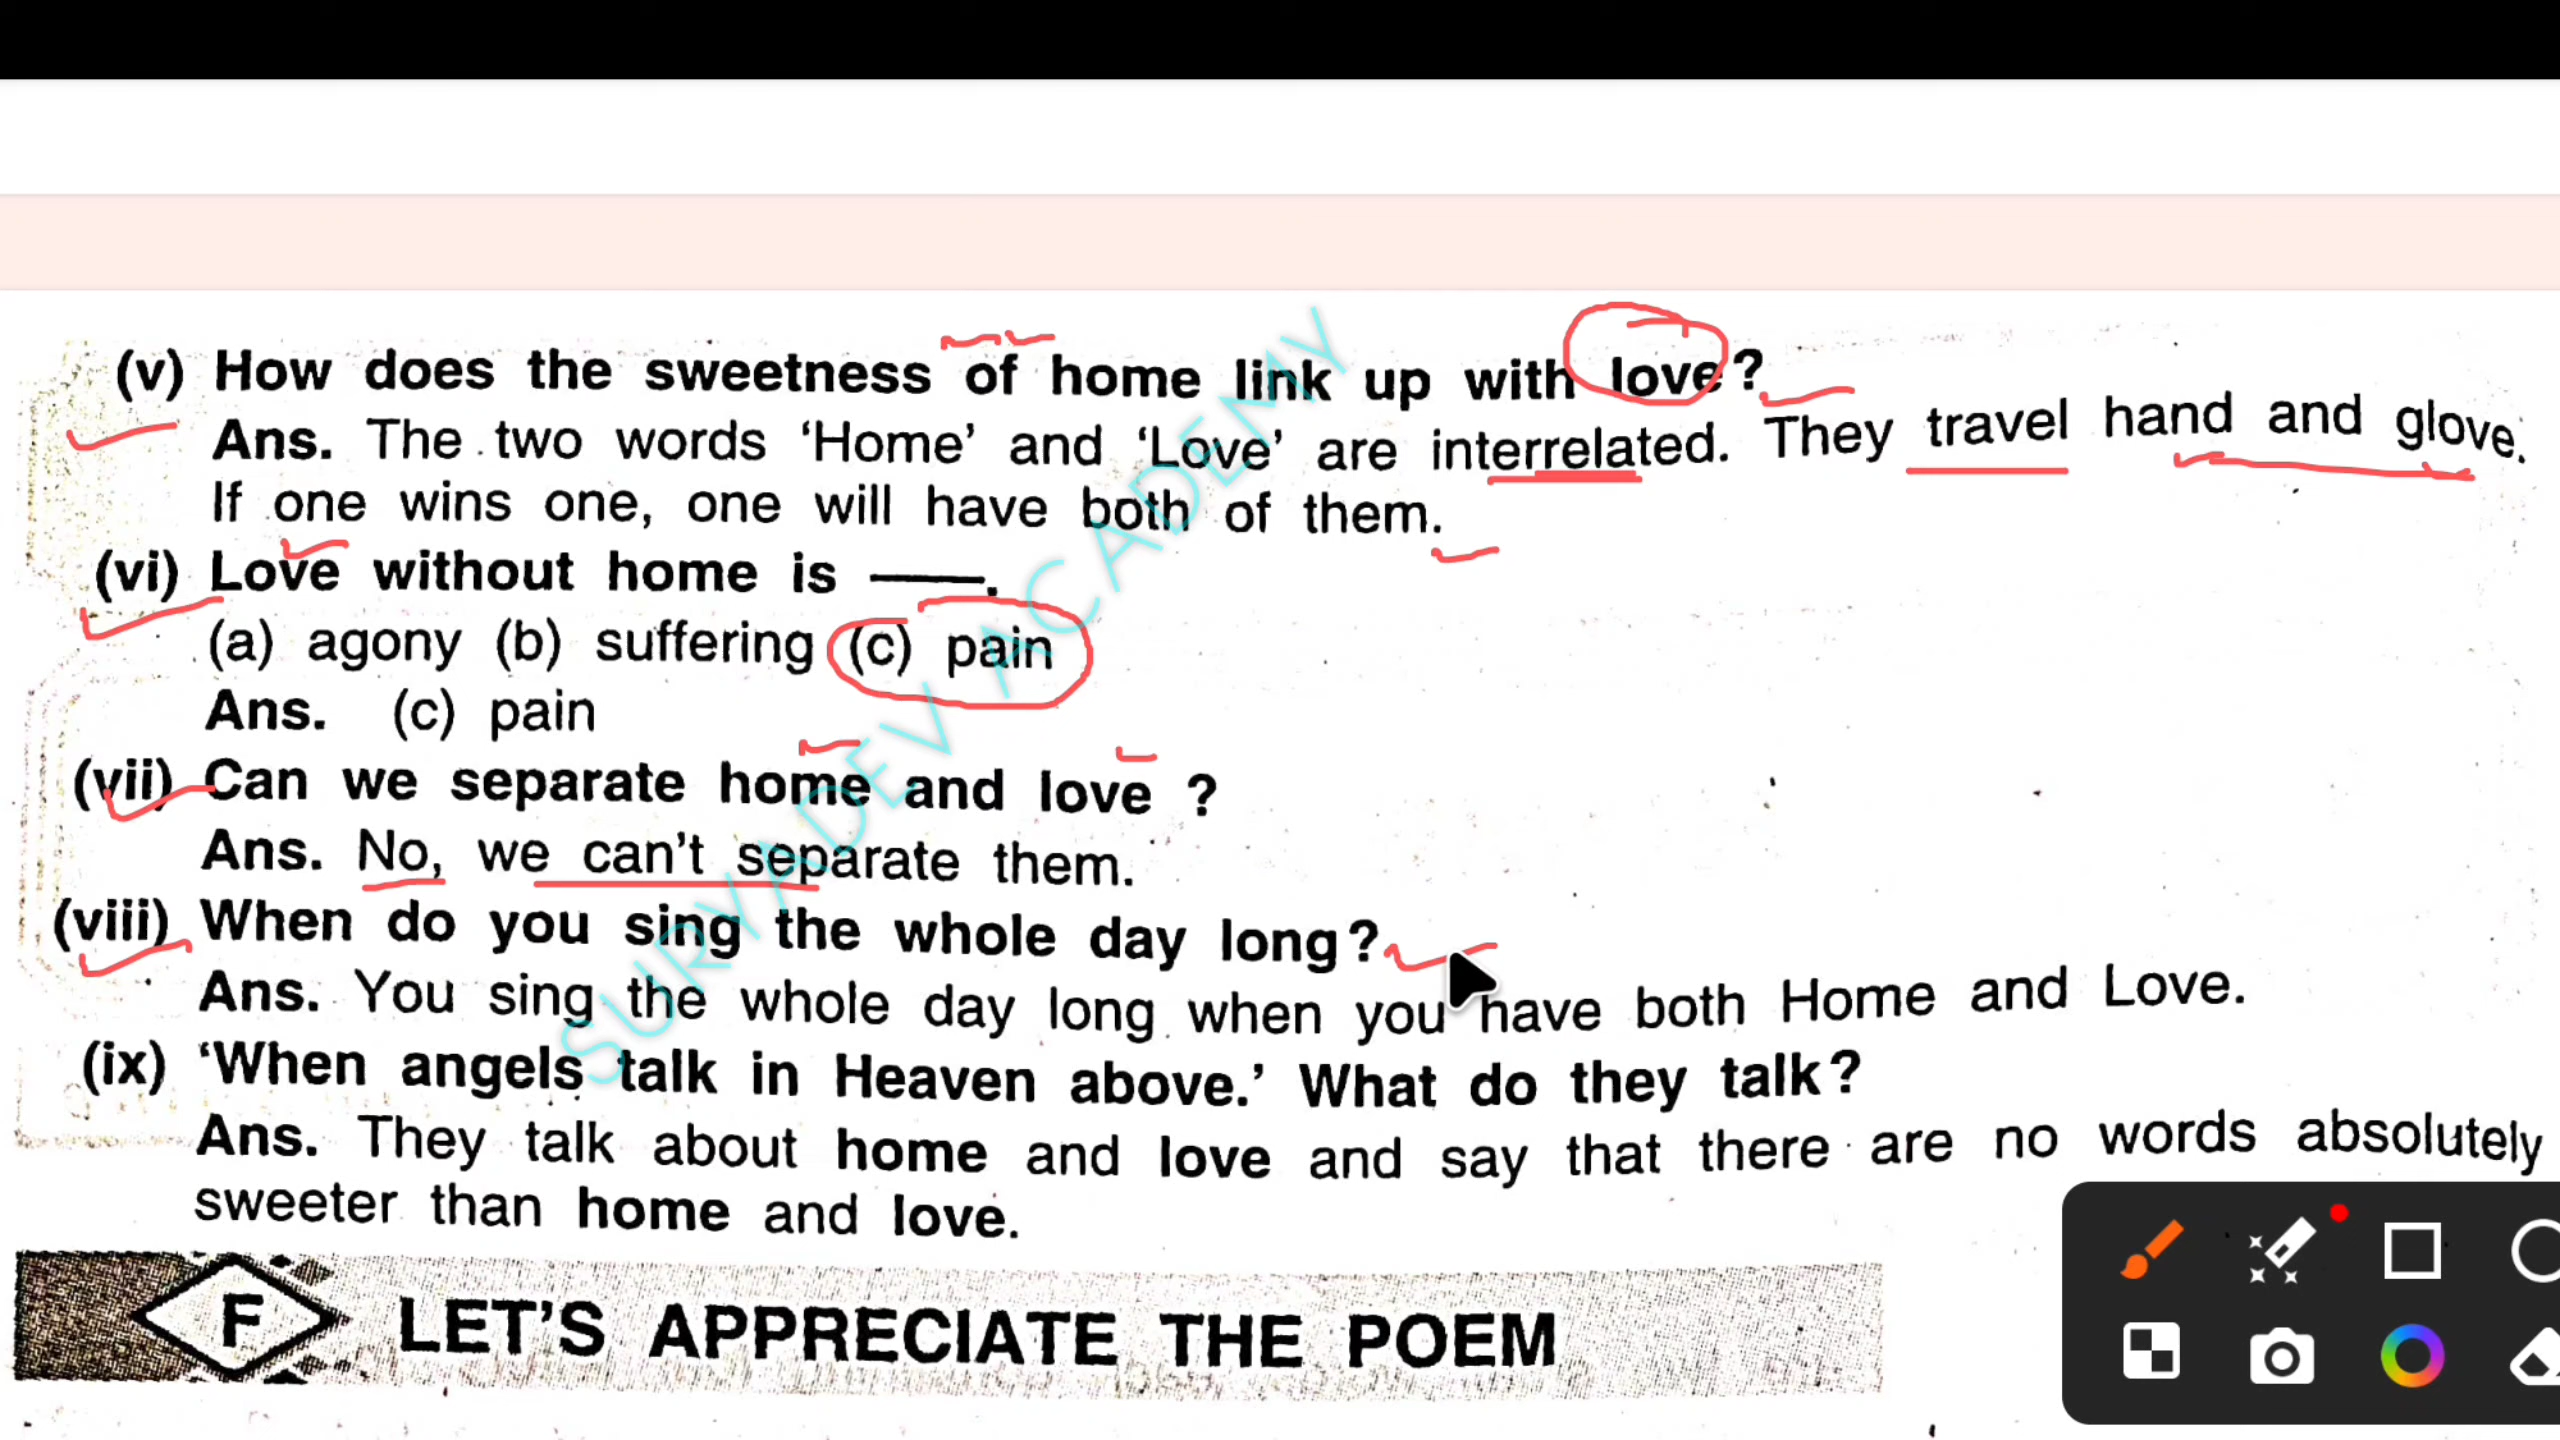 (v) How does the sweetness of home link up with love?
Ans. The two words ‘Home’ and ‘Love’ are interrelated. They travel hand and glove.
If one wins one, one will have both of them.
(vi) Love without home is ——.
(a) agony (b) suffering (c) pain
Ans. (c) pain
(vii) Can we separate home and love ?
Ans. No, we can't separate them.
(viii) When do you sing the whole day long?
Ans. You sing the whole day long when you have both Home and Love.
(ix) ‘When angels talk in Heaven above.’ What do they talk?
Ans. They talk about home and love and say that there are no words absolutely
sweeter than home and love.
F LET'S APPRECIATE THE POEM
SURYADEV ACADEMY